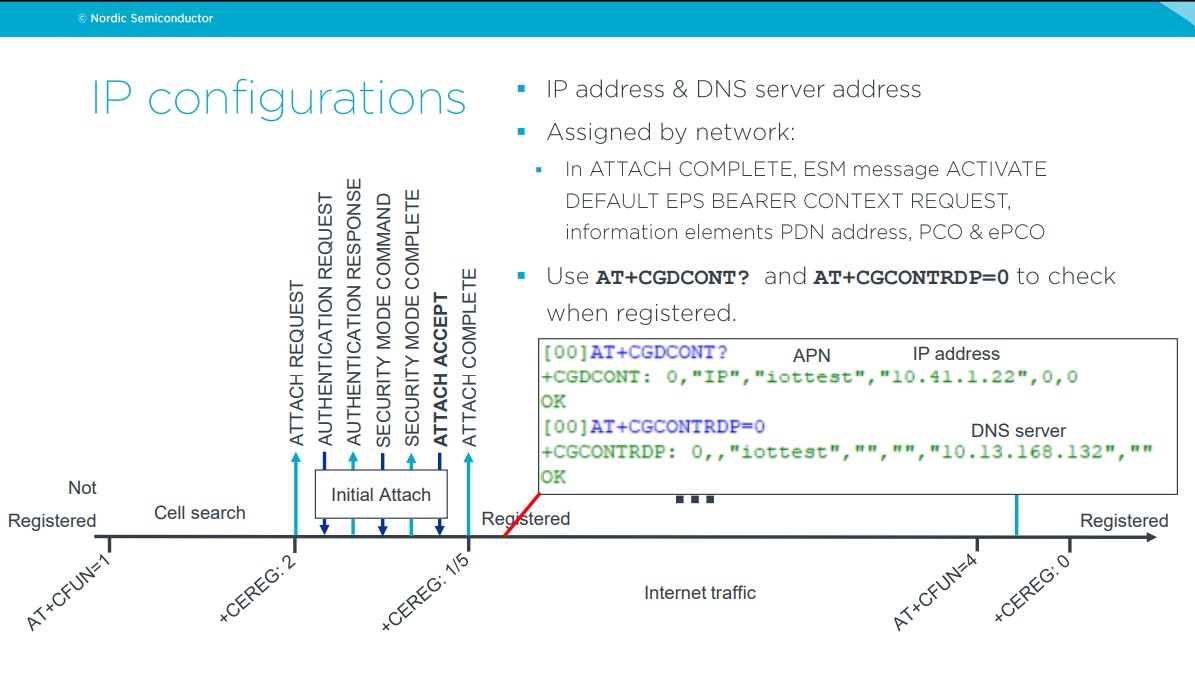 © Nordic Semiconductor
IP configurations
▪ IP address & DNS server address
▪ Assigned by network:
▪ In ATTACH COMPLETE, ESM message ACTIVATE
DEFAULT EPS BEARER CONTEXT REQUEST,
information elements PDN address, PCO & ePCO
▪ Use AT+CGDCONT? and AT+CGCONTRDP=0 to check
when registered.
ATTACH REQUEST
AUTHENTICATION REQUEST
AUTHENTICATION RESPONSE
SECURITY MODE COMMAND
SECURITY MODE COMPLETE
ATTACH ACCEPT
ATTACH COMPLETE
[00]AT+CGDCONT?
APN
IP address
+CGDCONT: 0,"IP","iottest","10.41.1.22",0,0
OK
[00]AT+CGCONTRDP=0
DNS server
+CGCONTRDP: 0,,"iottest","","","10.13.168.132",""
OK
...
Not
Registered
Cell search
Initial Attach
Registered
Registered
AT+CFUN=1
+CEREG: 2
+CEREG: 1/5
Internet traffic
AT+CFUN=4
+CEREG: 0